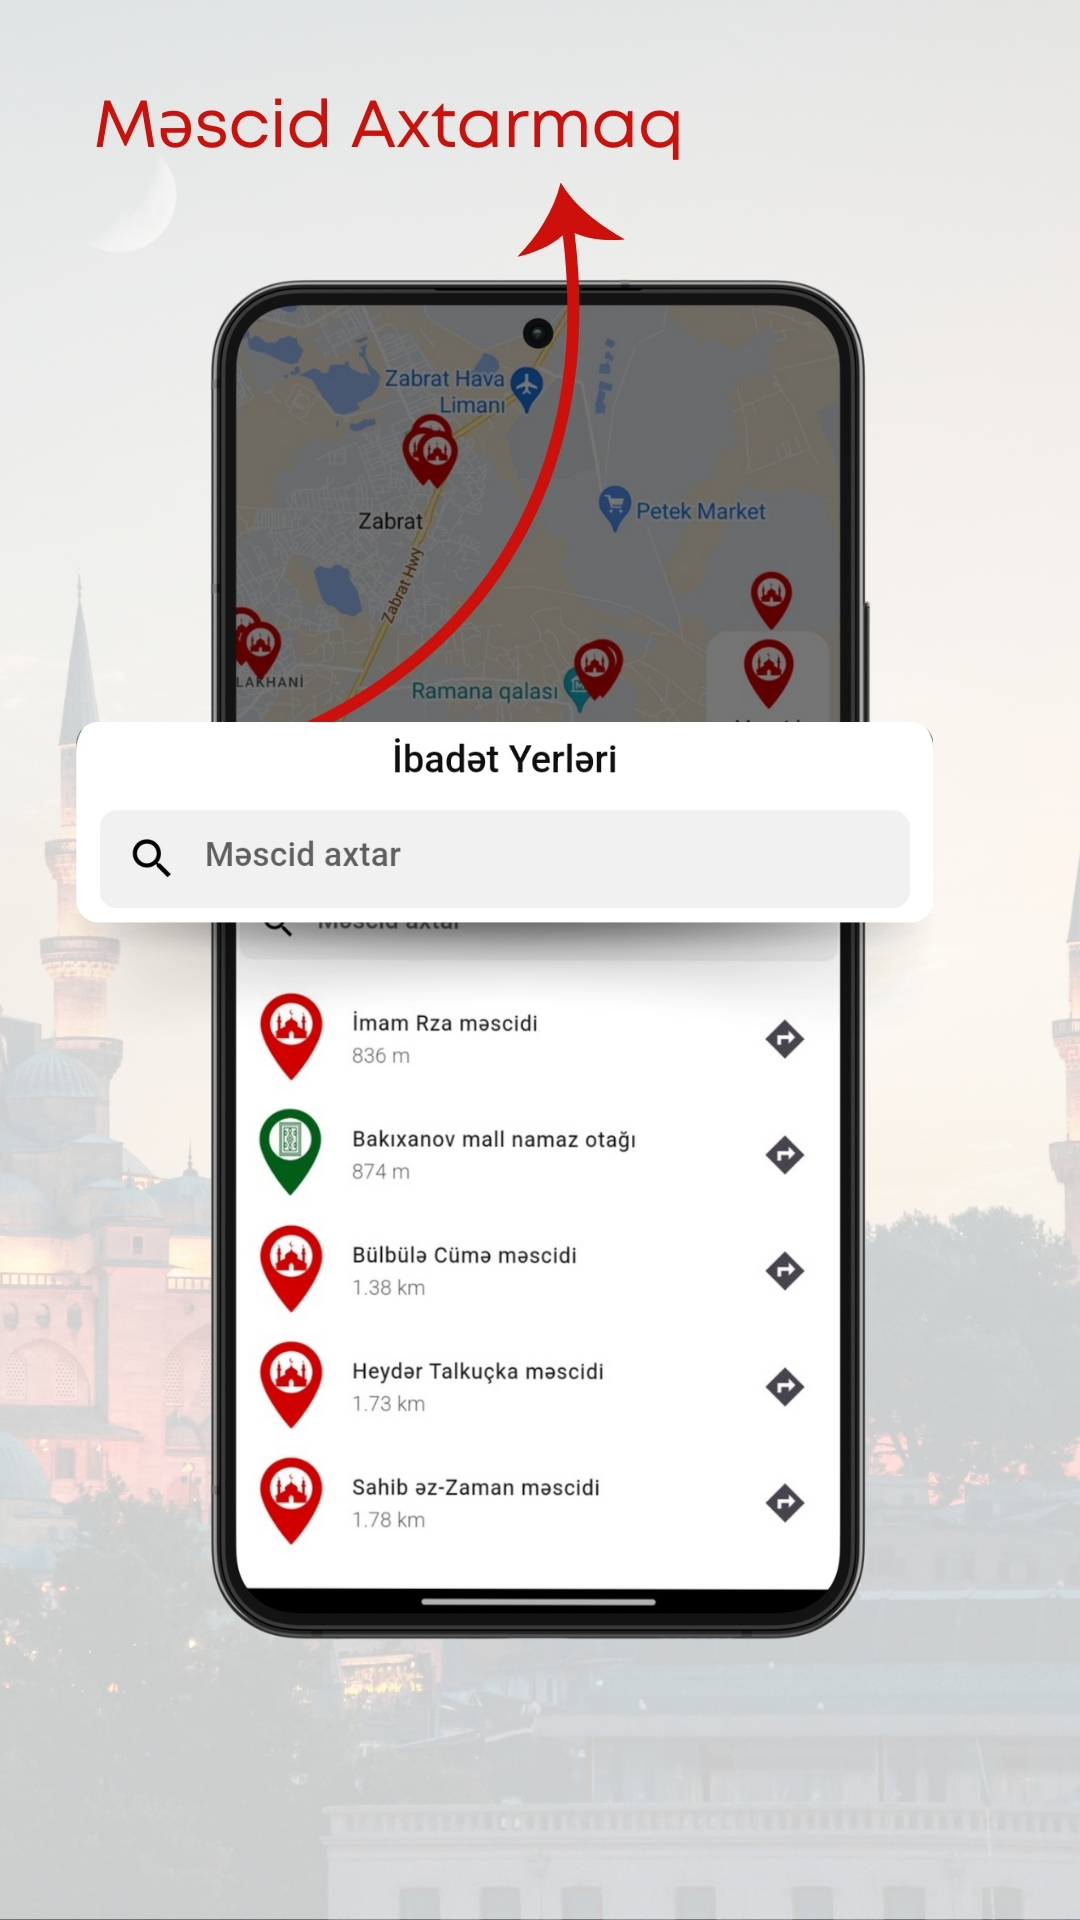 Məscid Axtarmaq
Zabrat Hava
Limanı
Petek Market
Zabrat
Zabrat Hwy
LAKHANİ
Ramana qalası
İbadət Yerləri
Məscid axtar
Məscid axtar
İmam Rza məscidi
836 m
Bakıxanov mall namaz otağı
874 m
Bülbülə Cümə məscidi
1.38 km
Heydər Talkuçka məscidi
1.73 km
Sahib əz-Zaman məscidi
1.78 km